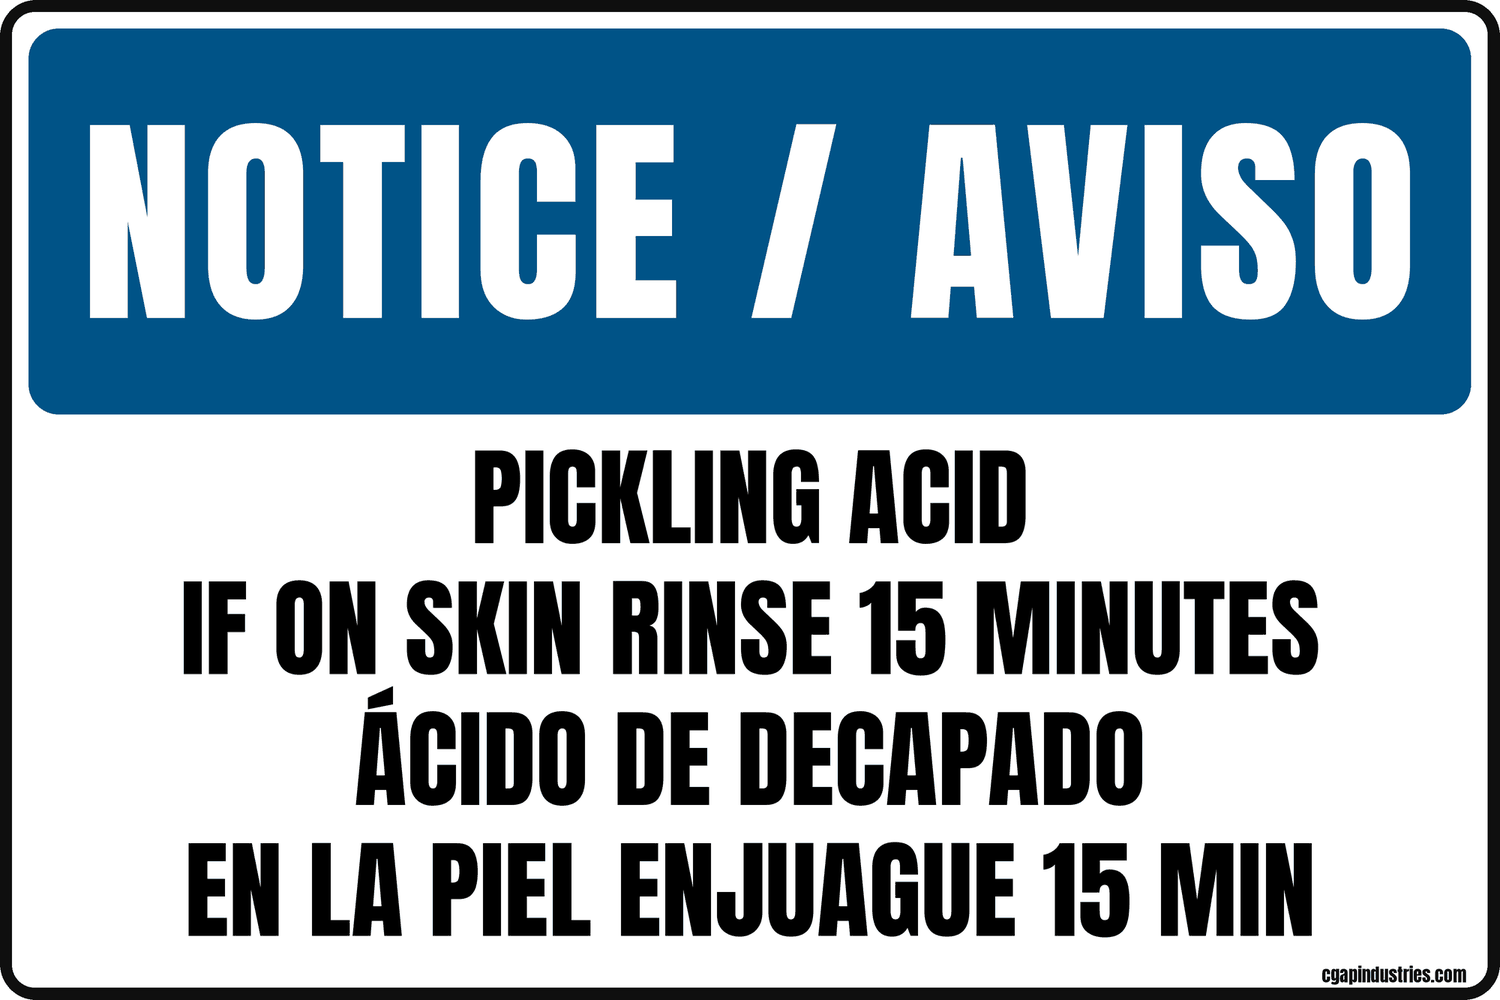 NOTICE / AVISO
PICKLING ACID
IF ON SKIN RINSE 15 MINUTES
ÁCIDO DE DECAPADO
EN LA PIEL ENJUAGUE 15 MIN
cgapindustries.com